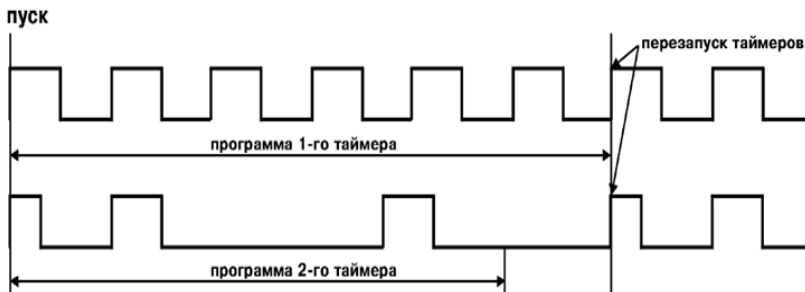 пуск
перезапуск таймеров
программа 1-го таймера
программа 2-го таймера